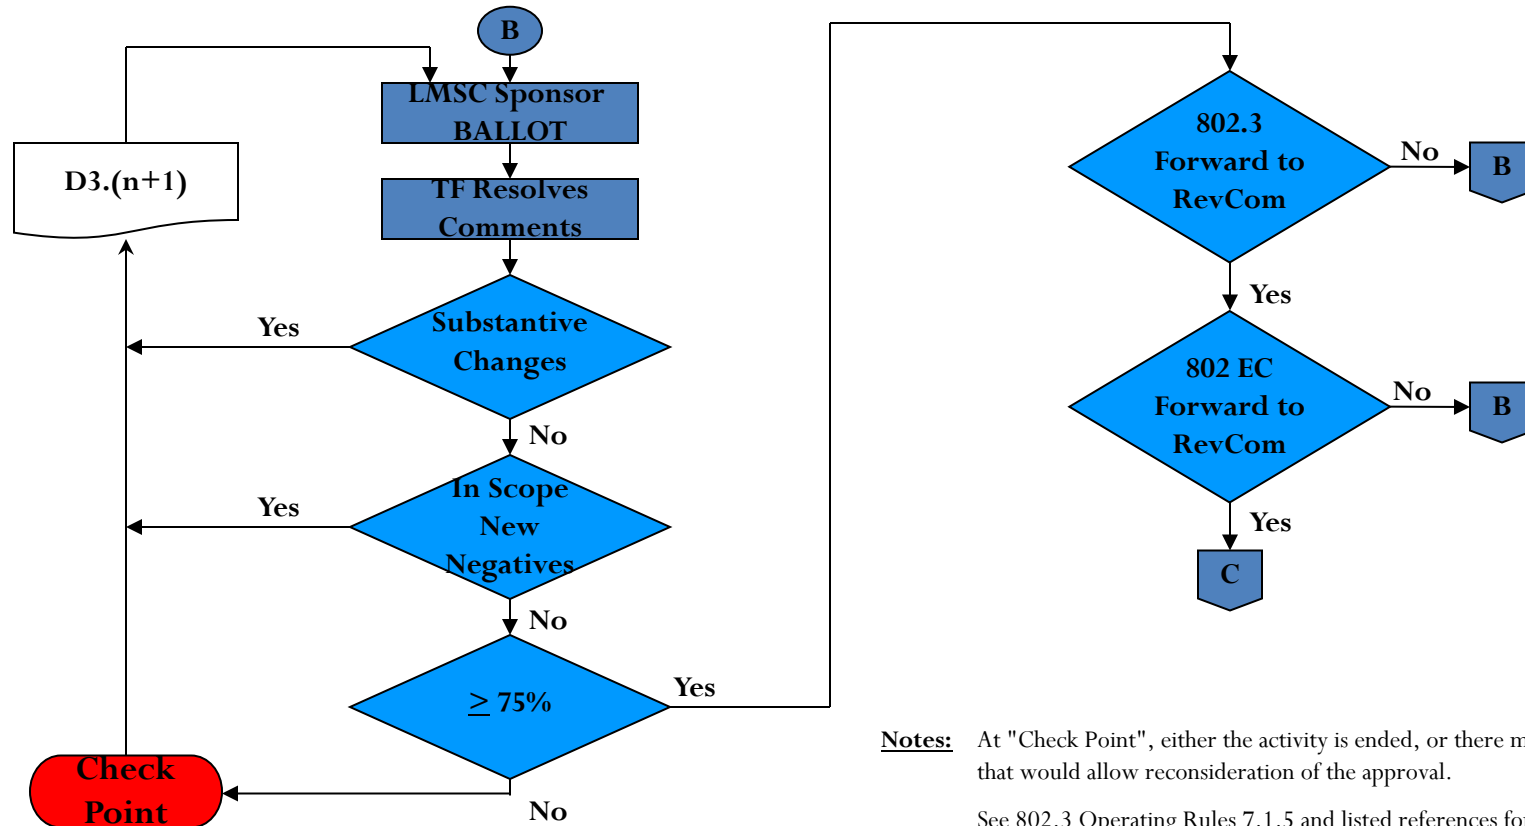 B
LMSC Sponsor
BALLOT
D3.(n+1)
TF Resolves
Comments
Substantive
Changes
Yes
No
In Scope
New
Negatives
Yes
No
≥ 75%
Yes
No
Check
Point
802.3
Forward to
RevCom
No
B
Yes
802 EC
Forward to
RevCom
No
B
Yes
C
Notes: At "Check Point", either the activity is ended, or there m
that would allow reconsideration of the approval.
See 802.3 Operating Rules 7.1.5 and listed references fo